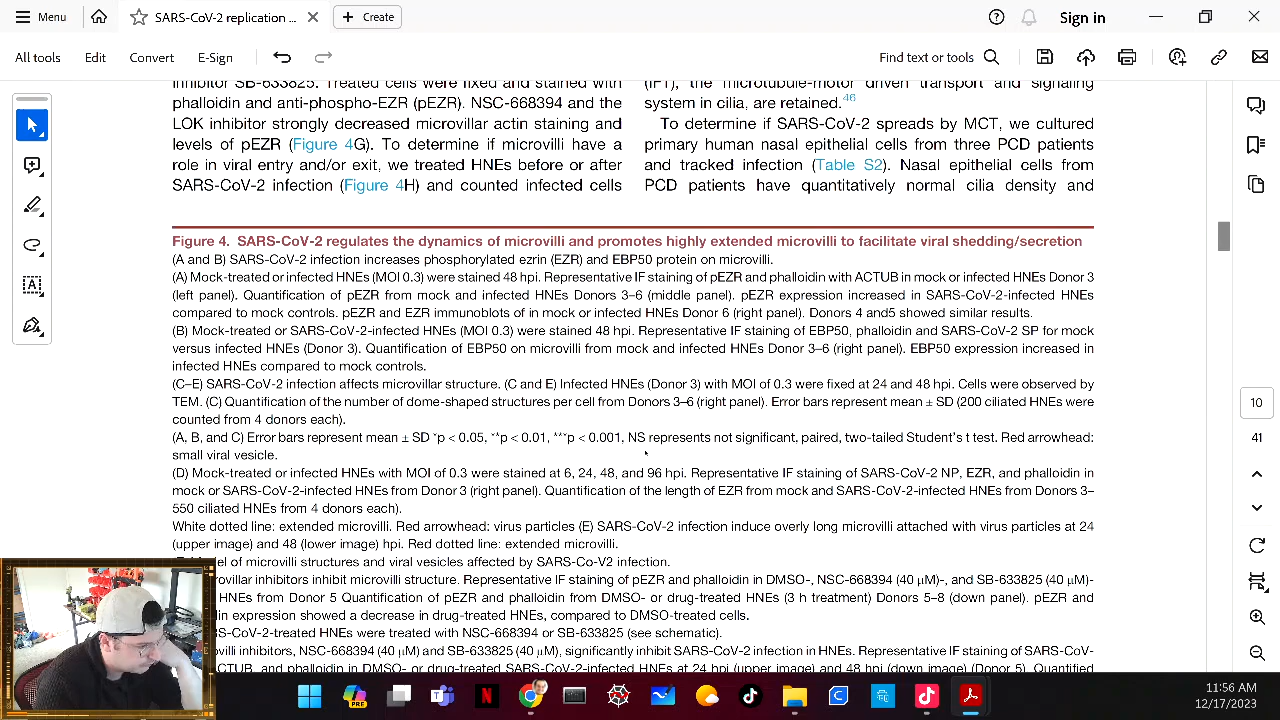 Menu
SARS-CoV-2 replication ...
Create
Sign in
All tools
Edit
Convert
E-Sign
Find text or tools
inhibitor SB-633825. Treated cells were fixed and stained with
phalloidin and anti-phospho-EZR (pEZR). NSC-668394 and the
LOK inhibitor strongly decreased microvillar actin staining and
levels of pEZR (Figure 4G). To determine if microvilli have a
role in viral entry and/or exit, we treated HNEs before or after
SARS-CoV-2 infection (Figure 4H) and counted infected cells
(IFT), the microtubule-motor driven transport and signaling
system in cilia, are retained.46
To determine if SARS-CoV-2 spreads by MCT, we cultured
primary human nasal epithelial cells from three PCD patients
and tracked infection (Table S2). Nasal epithelial cells from
PCD patients have quantitatively normal cilia density and
Figure 4. SARS-CoV-2 regulates the dynamics of microvilli and promotes highly extended microvilli to facilitate viral shedding/secretion
(A and B) SARS-CoV-2 infection increases phosphorylated ezrin (EZR) and EBP50 protein on microvilli.
(A) Mock-treated or infected HNEs (MOI 0.3) were stained 48 hpi. Representative IF staining of pEZR and phalloidin with ACTUB in mock or infected HNEs Donor 3
(left panel). Quantification of pEZR from mock and infected HNEs Donors 3–6 (middle panel). pEZR expression increased in SARS-CoV-2-infected HNEs
compared to mock controls. pEZR and EZR immunoblots of in mock or infected HNEs Donor 6 (right panel). Donors 4 and5 showed similar results.
(B) Mock-treated or SARS-CoV-2-infected HNEs (MOI 0.3) were stained 48 hpi. Representative IF staining of EBP50, phalloidin and SARS-CoV-2 SP for mock
versus infected HNEs (Donor 3). Quantification of EBP50 on microvilli from mock and infected HNEs Donor 3–6 (right panel). EBP50 expression increased in
infected HNEs compared to mock controls.
(C–E) SARS-CoV-2 infection affects microvillar structure. (C and E) Infected HNEs (Donor 3) with MOI of 0.3 were fixed at 24 and 48 hpi. Cells were observed by
TEM. (C) Quantification of the number of dome-shaped structures per cell from Donors 3–6 (right panel). Error bars represent mean ± SD (200 ciliated HNEs were
counted from 4 donors each).
(A, B, and C) Error bars represent mean ± SD *p < 0.05, **p < 0.01, ***p < 0.001, NS represents not significant, paired, two-tailed Student's t test. Red arrowhead:
small viral vesicle.
(D) Mock-treated or infected HNEs with MOI of 0.3 were stained at 6, 24, 48, and 96 hpi. Representative IF staining of SARS-CoV-2 NP, EZR, and phalloidin in
mock or SARS-CoV-2-infected HNEs from Donor 3 (right panel). Quantification of the length of EZR from mock and SARS-CoV-2-infected HNEs from Donors 3–
550 ciliated HNEs from 4 donors each).
White dotted line: extended microvilli. Red arrowhead: virus particles (E) SARS-CoV-2 infection induce overly long microvilli attached with virus particles at 24
(upper image) and 48 (lower image) hpi. Red dotted line: extended microvilli.
of microvilli structures and viral vesicles affected by SARS-Co-V2 infection.
inhibitors inhibit microvilli structure. Representative IF staining of pEZR and phalloidin in DMSO-, NSC-668394 (40 μM)-, and SB-633825 (40 μM)-
HNEs from Donor 5 Quantification of pEZR and phalloidin from DMSO- or drug-treated HNEs (3 h treatment) Donors 5–8 (down panel). pEZR and
expression showed a decrease in drug-treated HNEs, compared to DMSO-treated cells.
HNEs were treated with NSC-668394 or SB-633825 (see schematic).
inhibitors, NSC-668394 (40 μM) and SB-633825 (40 μM), significantly inhibit SARS-CoV-2 infection in HNEs. Representative IF staining of SARS-CoV-
and phalloidin in DMSO- or drug-treated SARS-CoV-2-infected HNEs at 24 hpi (upper image) and 48 hpi (down image) (Donor 5). Quantified
10
41
PRE
11:56 AM
12/17/2023